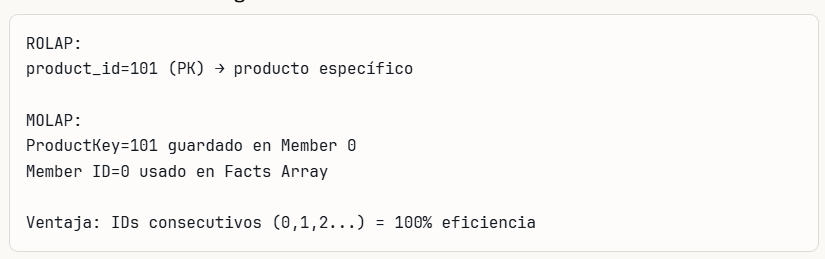 ROLAP:
product_id=101 (PK) → producto específico
MOLAP:
ProductKey=101 guardado en Member 0
Member ID=0 usado en Facts Array
Ventaja: IDs consecutivos (0,1,2...) = 100% eficiencia